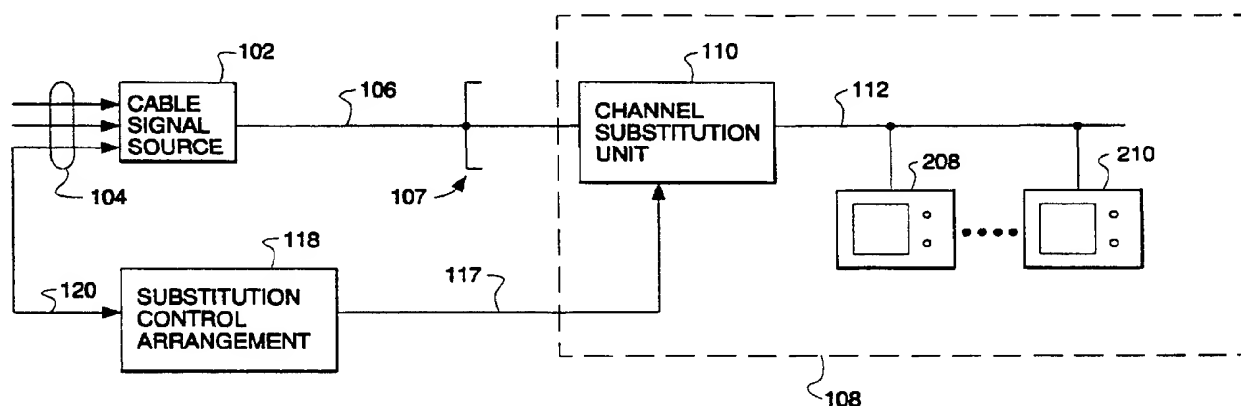 102
110
106
112
CABLE
SIGNAL
SOURCE
CHANNEL
SUBSTITUTION
UNIT
104
107
208
210
118
117
120
SUBSTITUTION
CONTROL
ARRANGEMENT
108